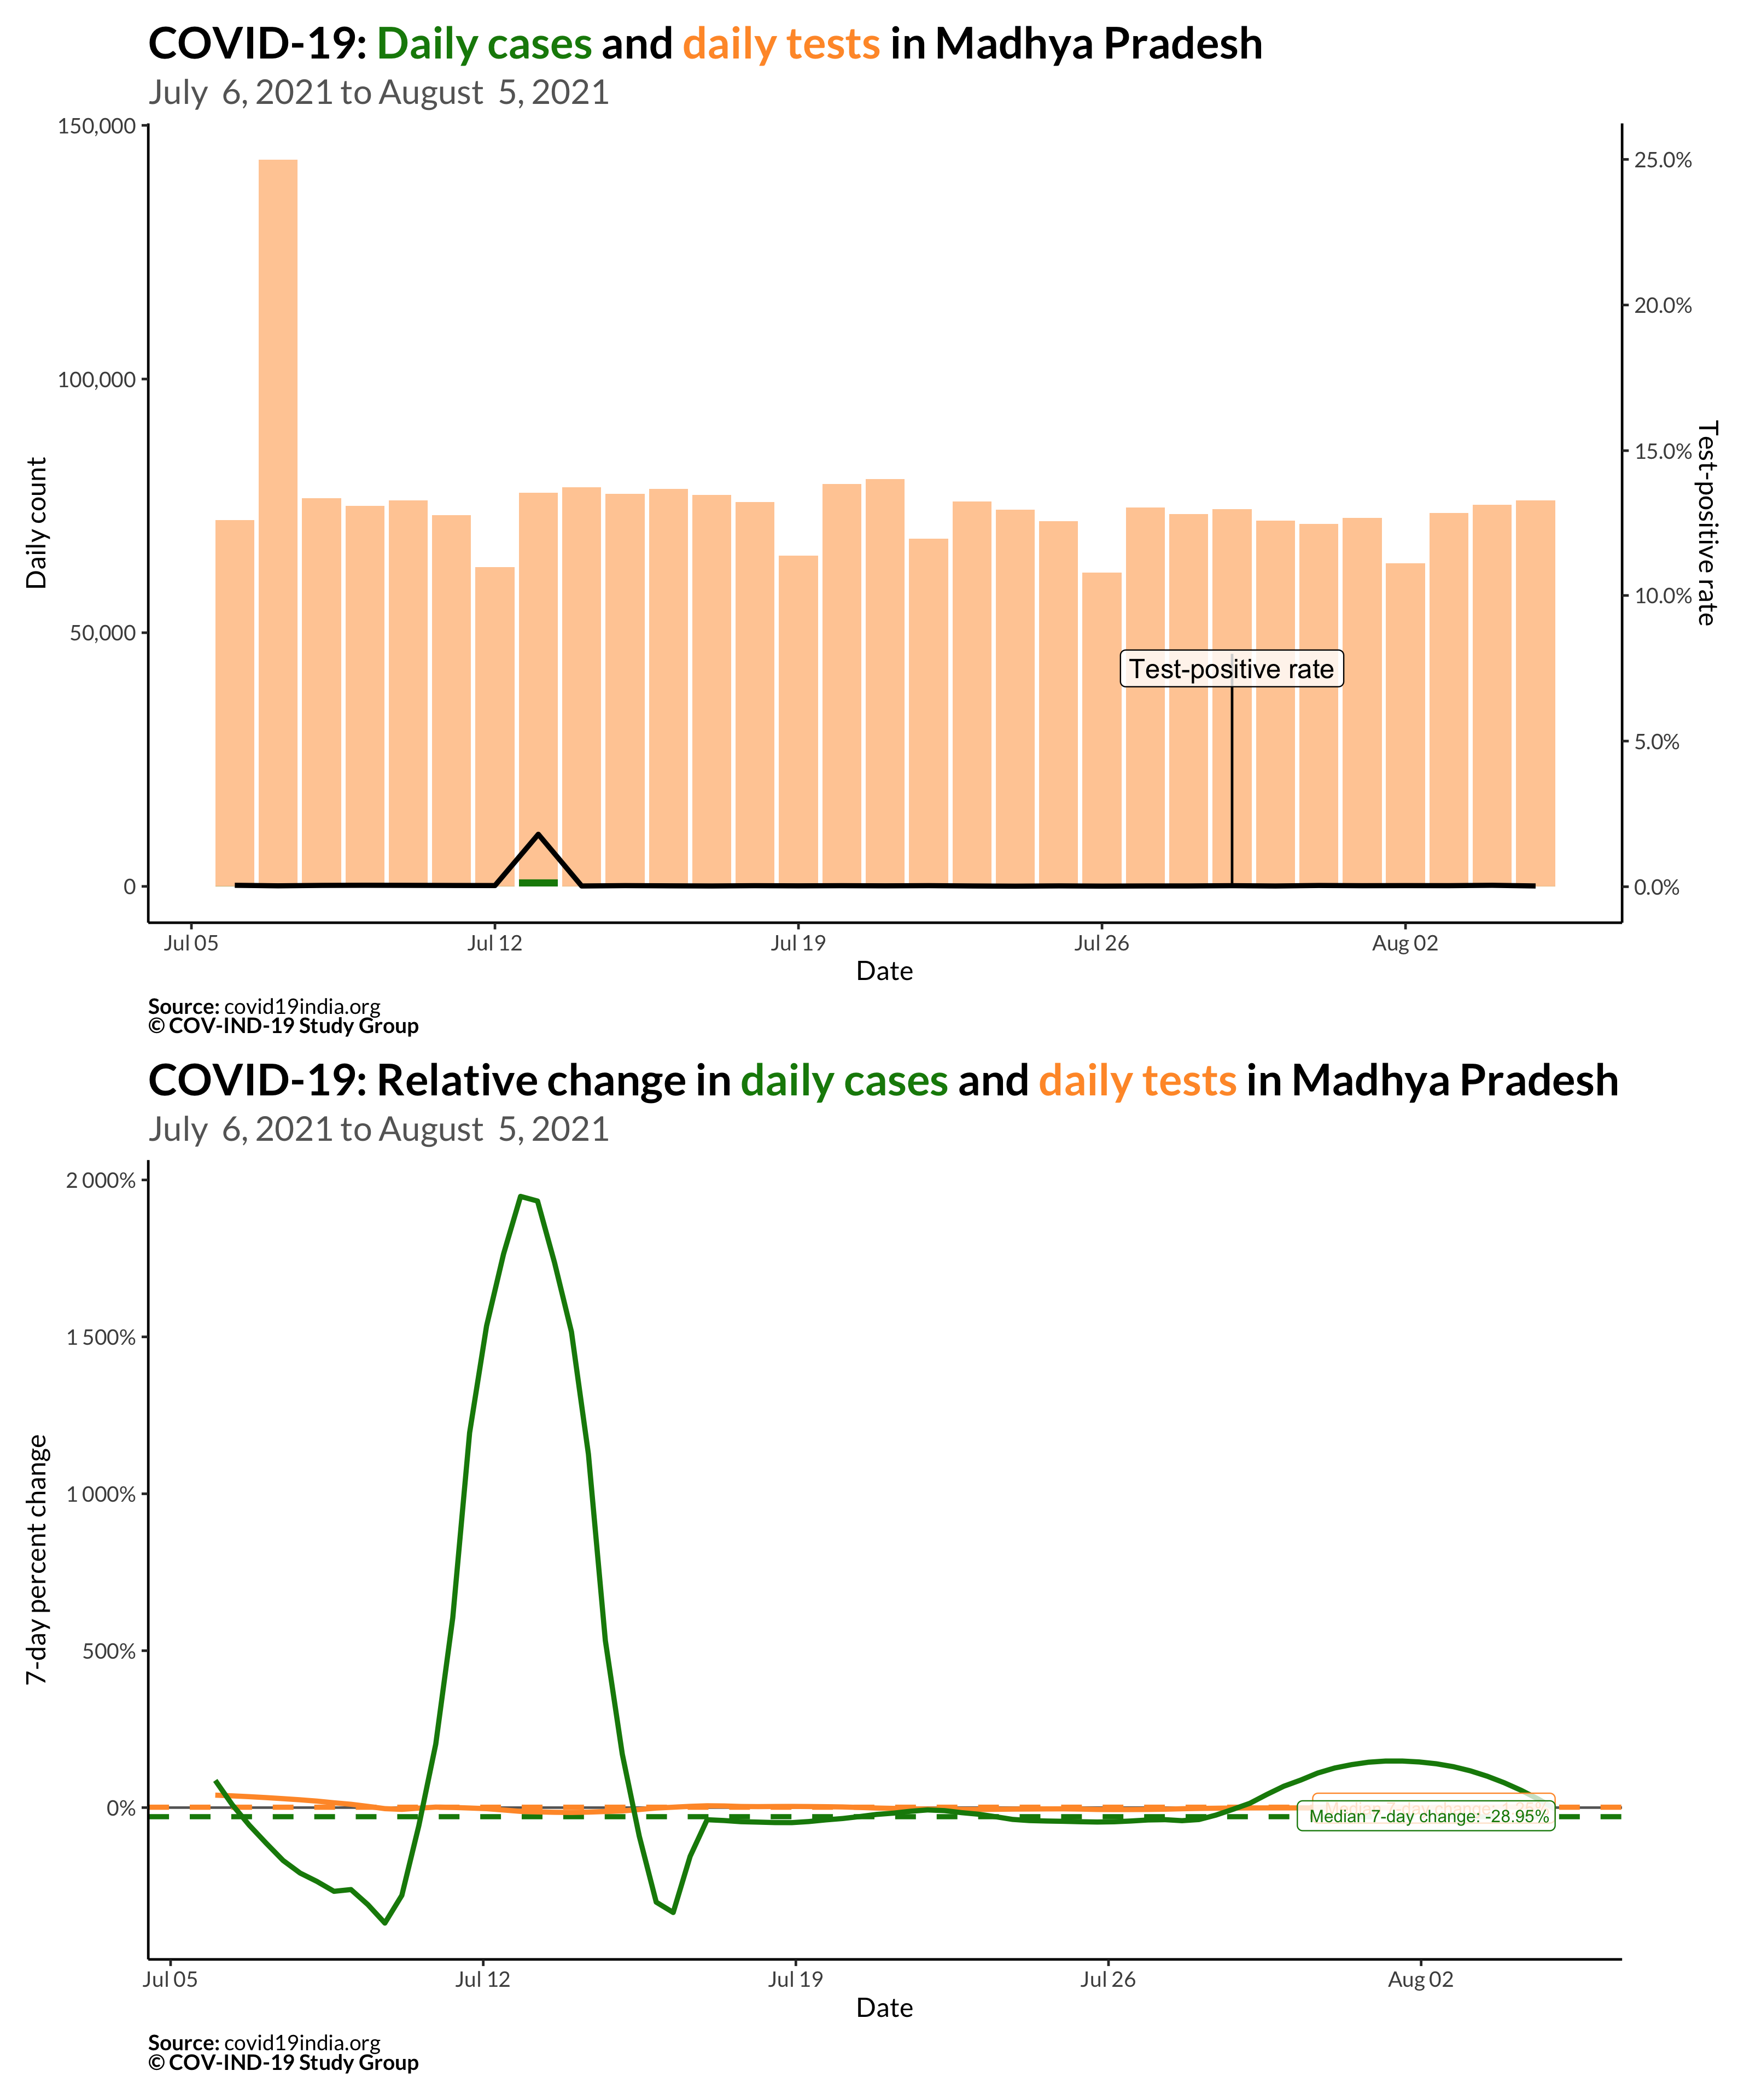 COVID-19: Daily cases and daily tests in Madhya Pradesh
July 6, 2021 to August 5, 2021
150,000
100,000
50,000
0
Daily count
25.0%
20.0%
15.0%
10.0%
5.0%
0.0%
Test-positive rate
Test-positive rate
Jul 05
Jul 12
Jul 19
Jul 26
Aug 02
Date
Source: covid19india.org
© COV-IND-19 Study Group
COVID-19: Relative change in daily cases and daily tests in Madhya Pradesh
July 6, 2021 to August 5, 2021
2 000%
1 500%
1 000%
500%
0%
7-day percent change
Median 7-day change:
Median 7-day change: -28.95%
Jul 05
Jul 12
Jul 19
Jul 26
Aug 02
Date
Source: covid19india.org
© COV-IND-19 Study Group